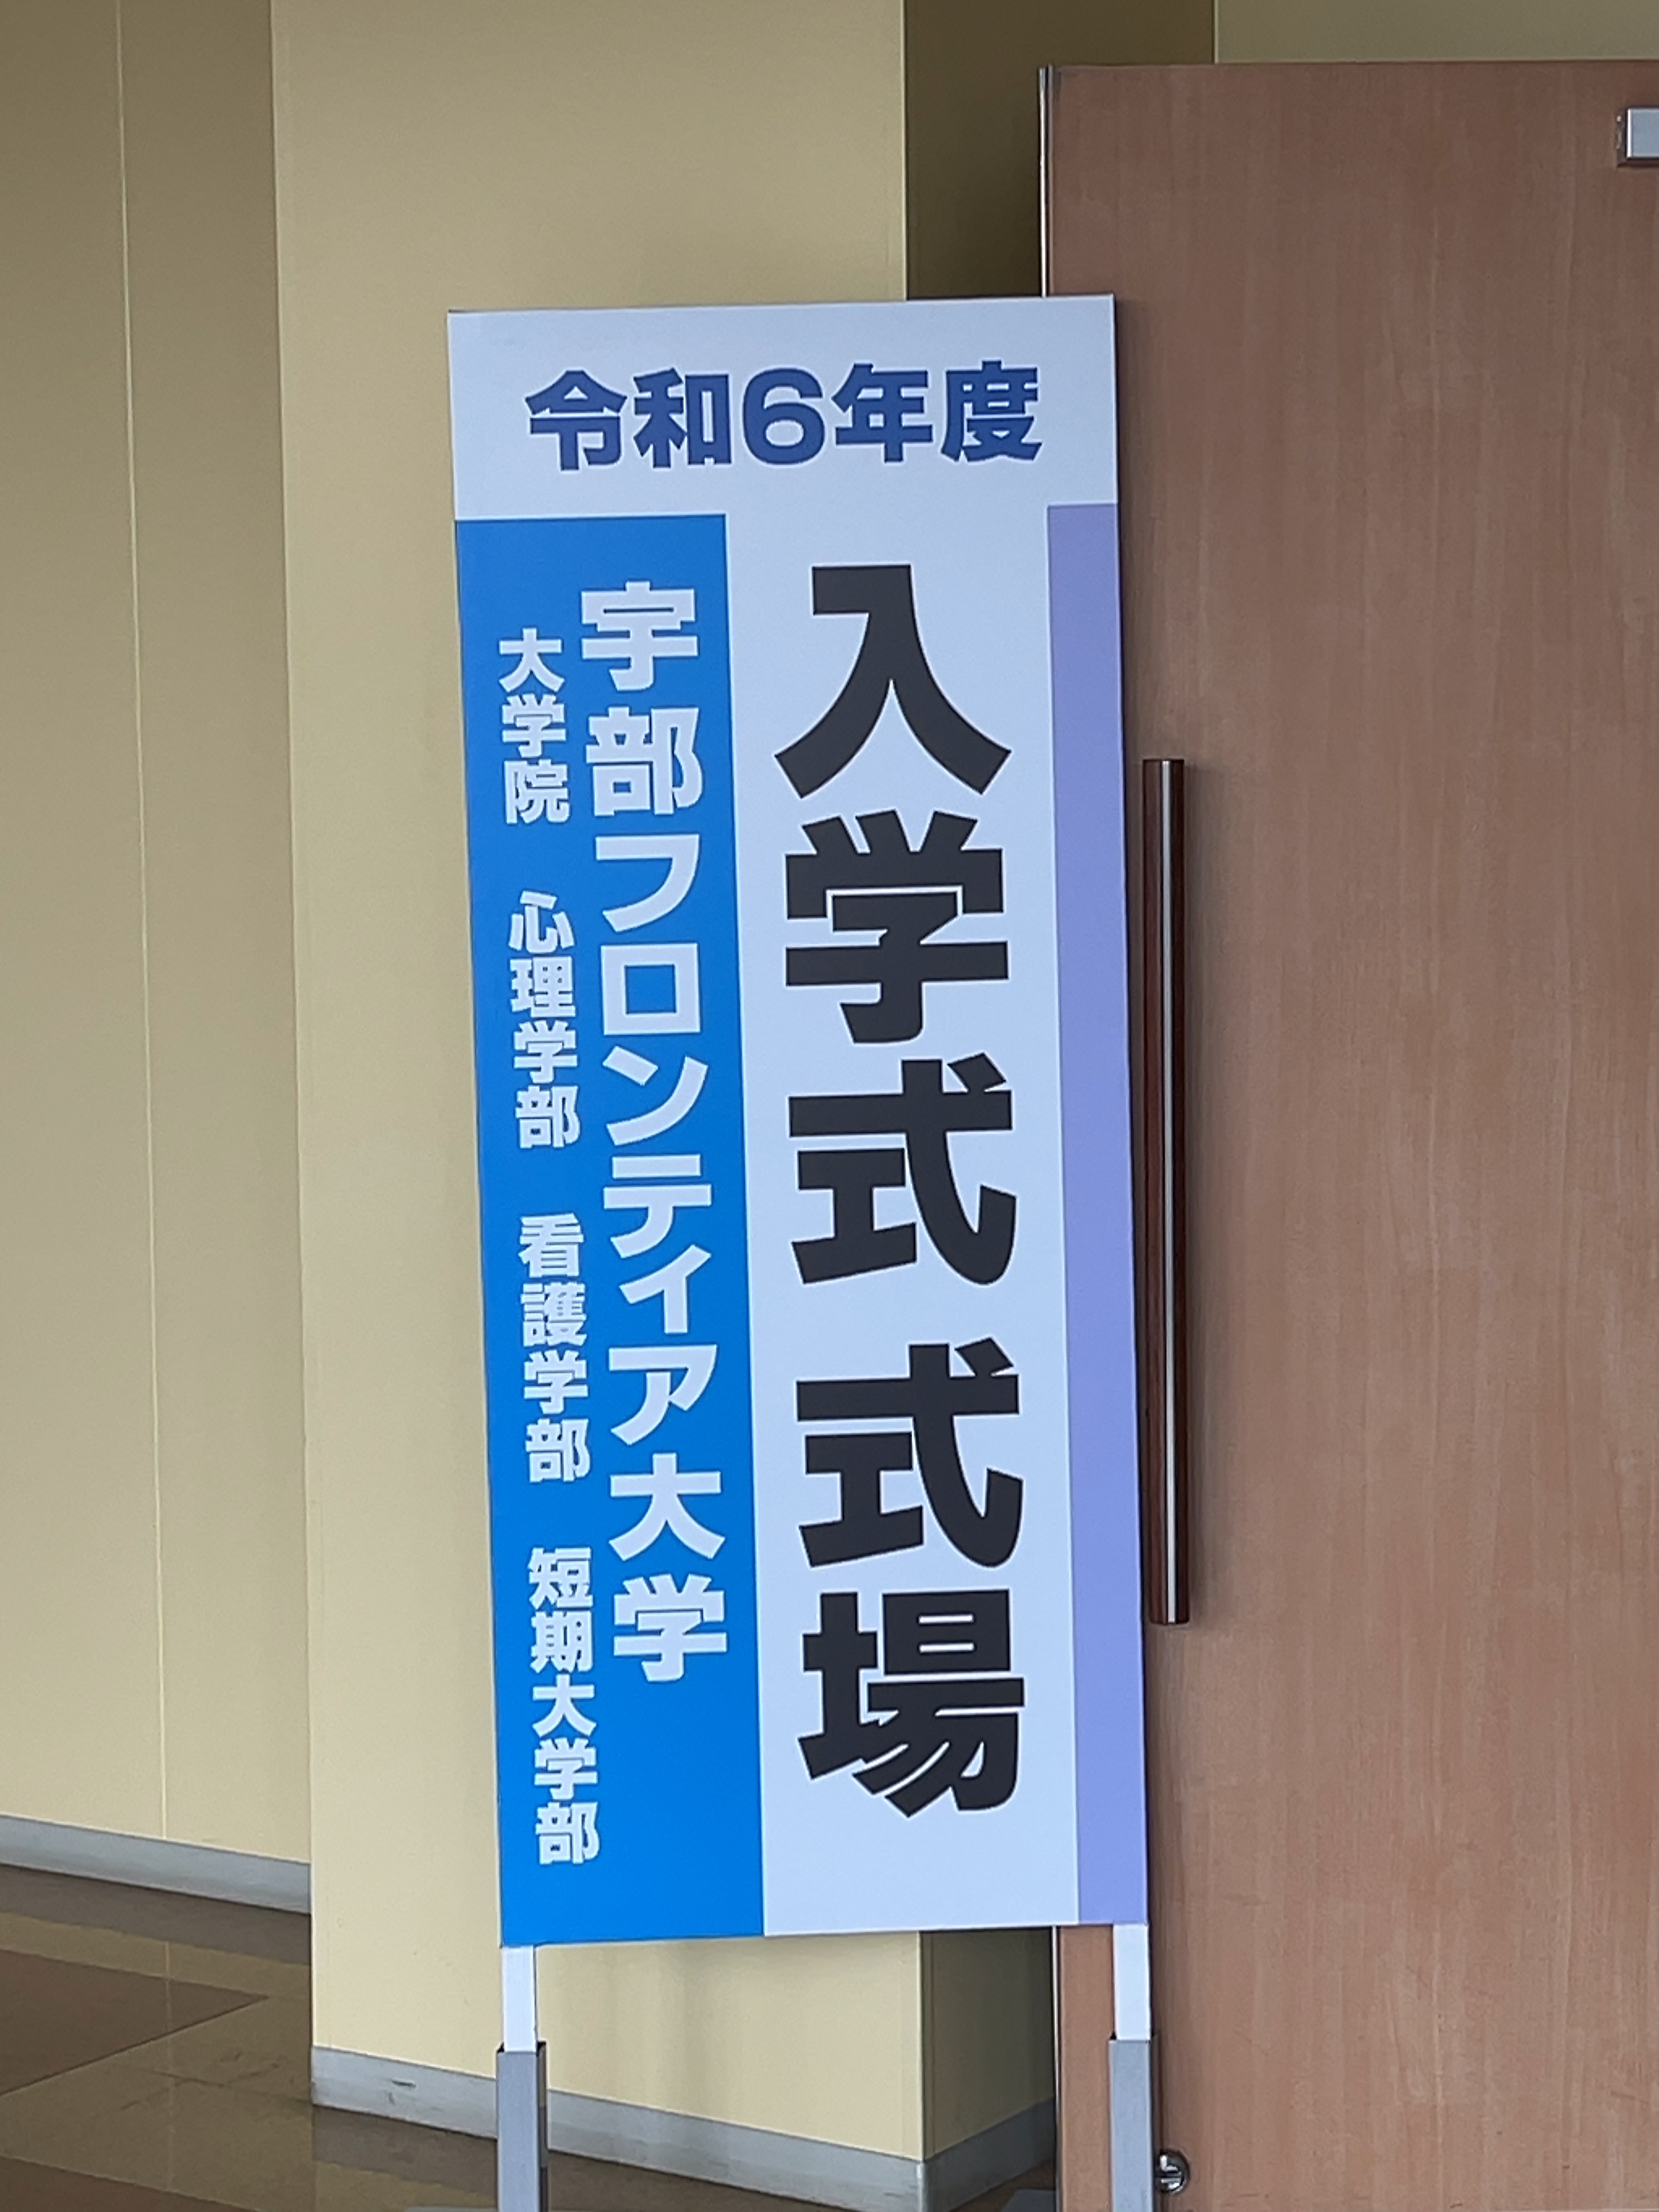 令和6年度
入学式 式場
宇部フロンティア大学
大学院 心理学部 看護学部 短期大学部